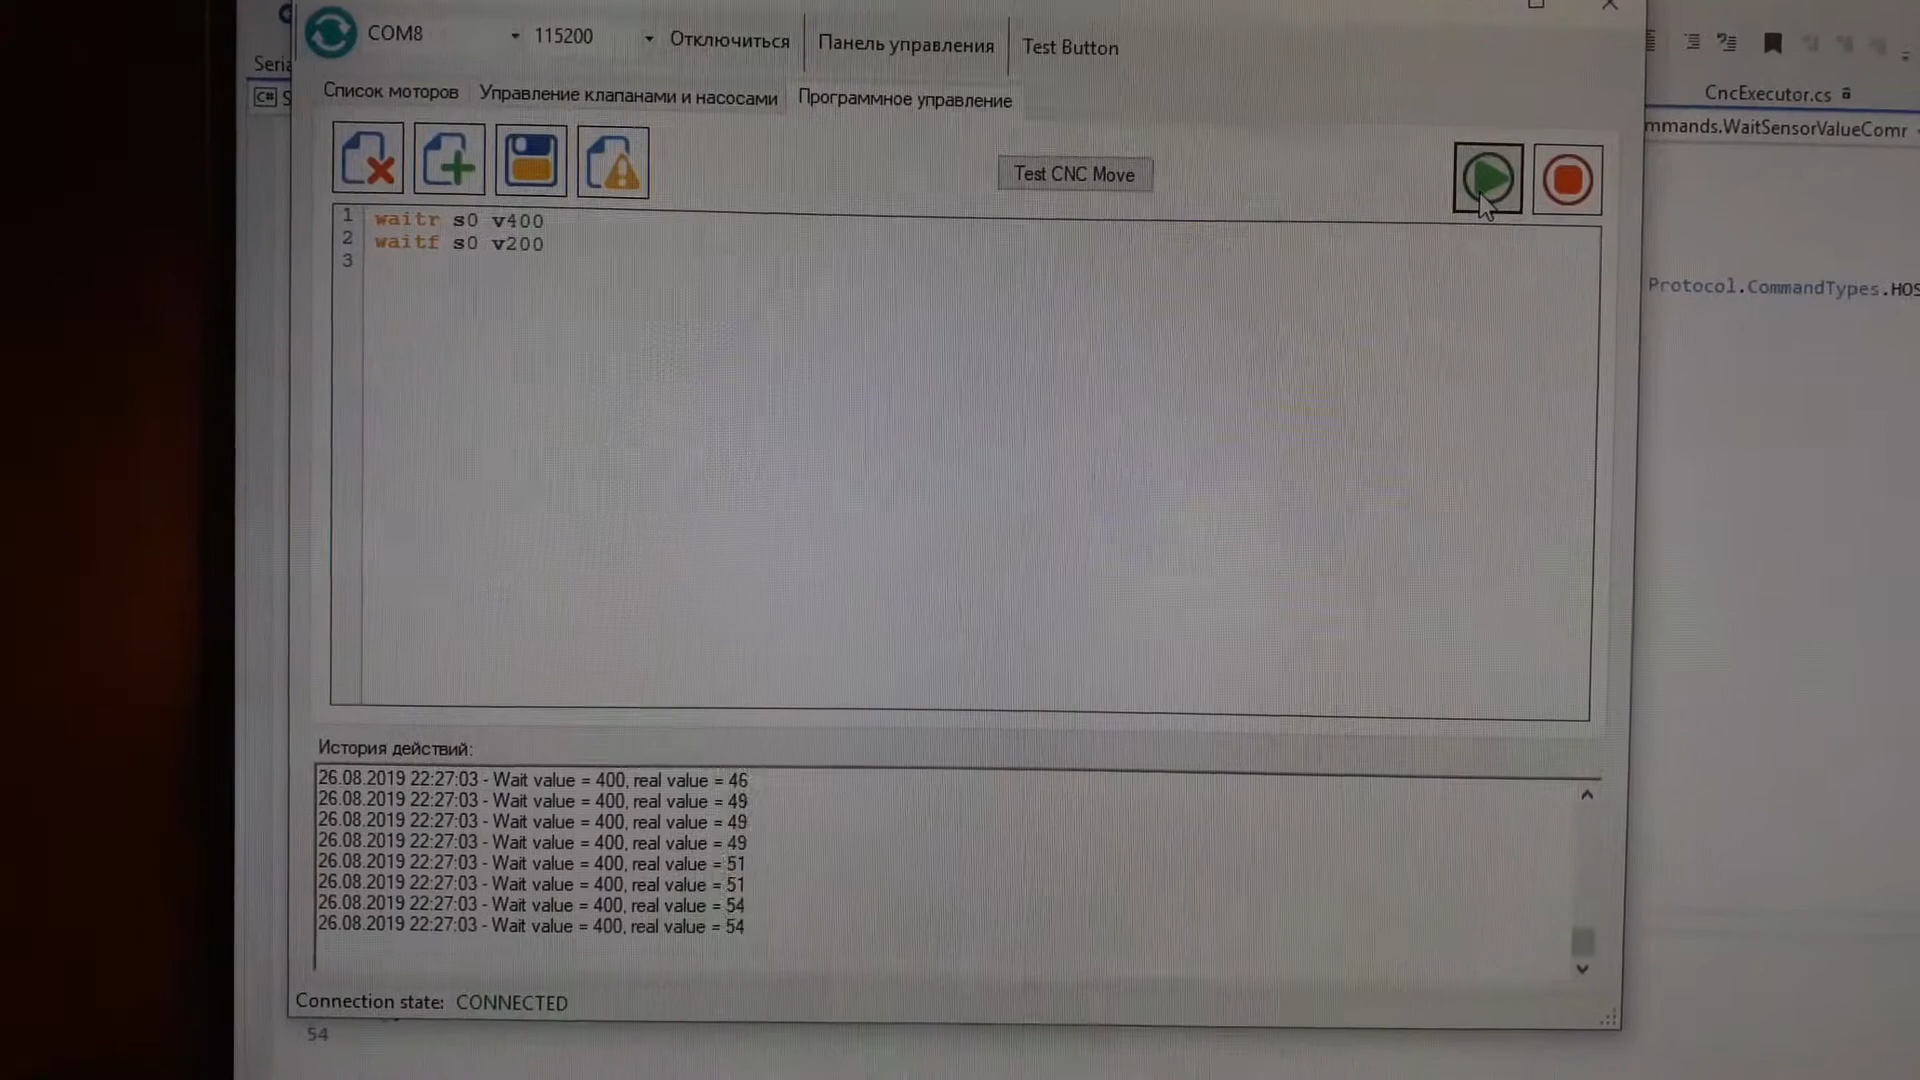 COM8 115200 Отключиться Панель управления Test Button
Список моторов Управление клапанами и насосами Программное управление
Test CNC Move
1 waitr s0 v400
2 waitf s0 v200
3
История действий:
26.08.2019 22:27:03 - Wait value = 400, real value = 46
26.08.2019 22:27:03 - Wait value = 400, real value = 49
26.08.2019 22:27:03 - Wait value = 400, real value = 49
26.08.2019 22:27:03 - Wait value = 400, real value = 49
26.08.2019 22:27:03 - Wait value = 400, real value = 51
26.08.2019 22:27:03 - Wait value = 400, real value = 51
26.08.2019 22:27:03 - Wait value = 400, real value = 54
26.08.2019 22:27:03 - Wait value = 400, real value = 54
Connection state: CONNECTED
54
Seria
C# S
CncExecutor.cs
mmands.WaitSensorValueComr
Protocol.CommandTypes.HOS